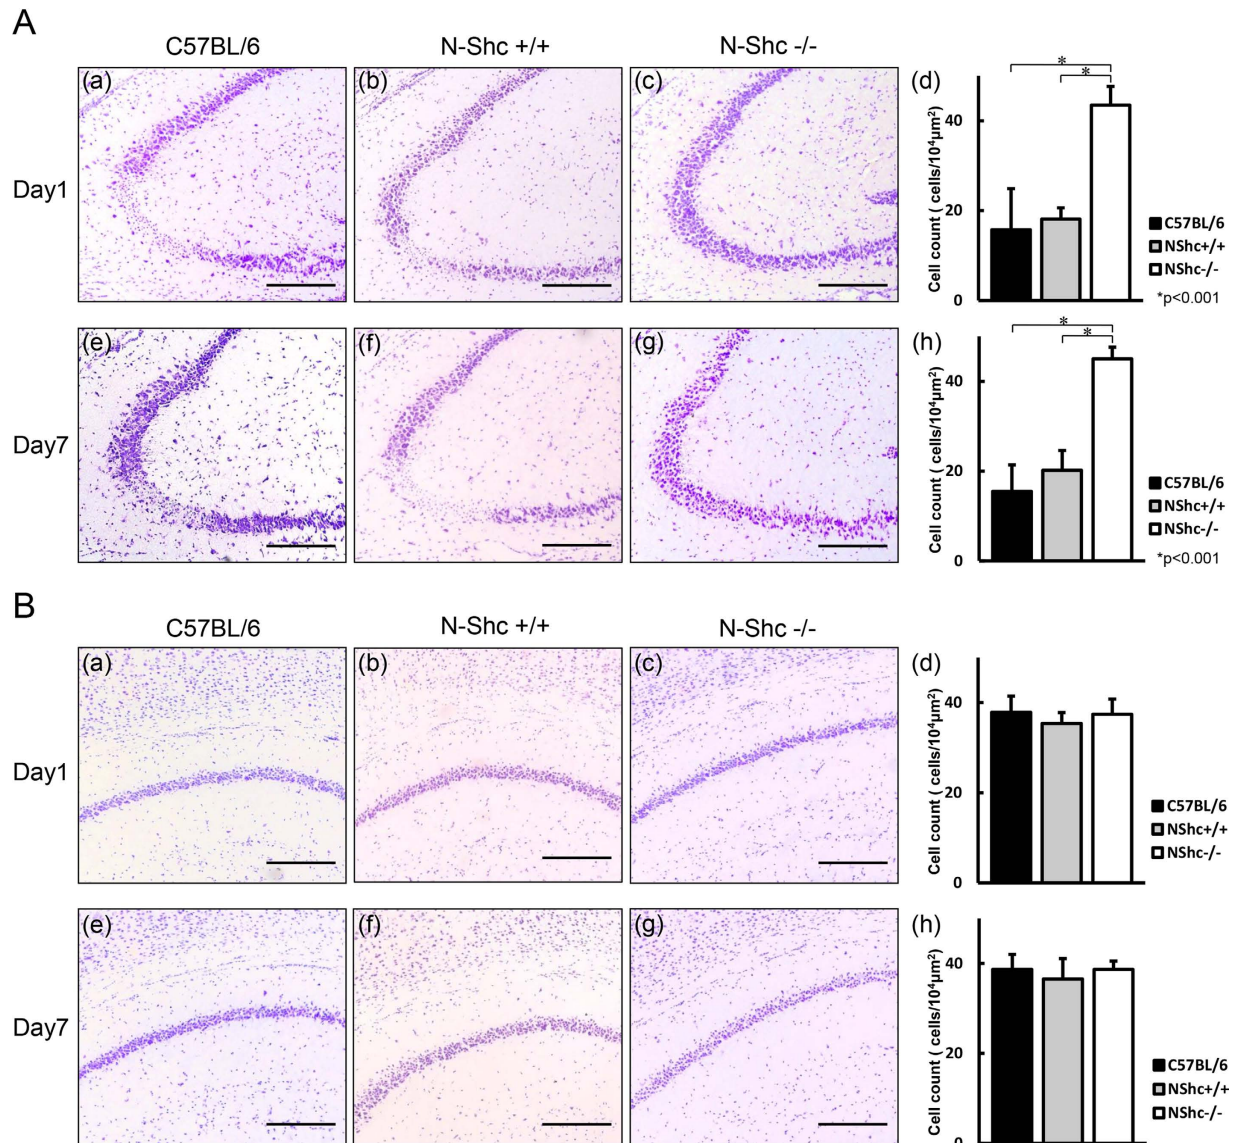 A
C57BL/6
N-Shc +/+
N-Shc -/-
Day1
(a)
(b)
(c)
(d)
* 
*
Cell count ( cells/10⁴µm²)
40
20
0
C57BL/6
NShc+/+
NShc-/-
*p<0.001
Day7
(e)
(f)
(g)
(h)
*
*
Cell count ( cells/10⁴µm²)
40
20
0
C57BL/6
NShc+/+
NShc-/-
*p<0.001
B
C57BL/6
N-Shc +/+
N-Shc -/-
Day1
(a)
(b)
(c)
(d)
Cell count ( cells/10⁴µm²)
40
20
0
C57BL/6
NShc+/+
NShc-/-
Day7
(e)
(f)
(g)
(h)
Cell count ( cells/10⁴µm²)
40
20
0
C57BL/6
NShc+/+
NShc-/-